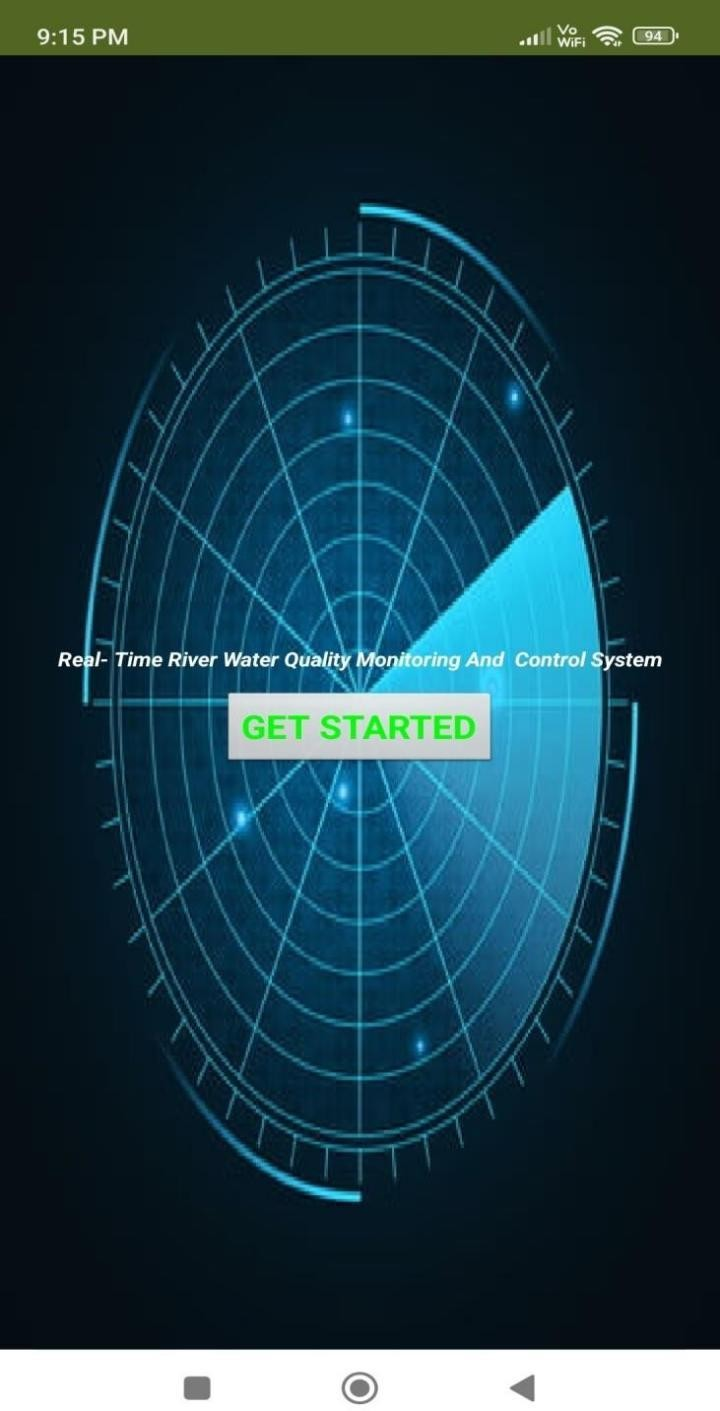 9:15 PM
Vo
WiFi
94
Real- Time River Water Quality Monitoring And  Control System
GET STARTED